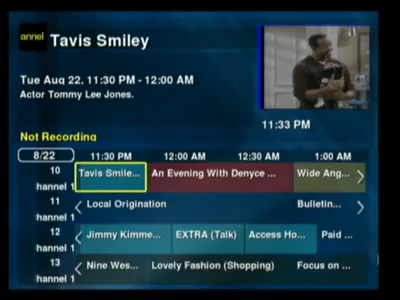 annel
Tavis Smiley
Tue Aug 22, 11:30 PM - 12:00 AM
Actor Tommy Lee Jones.
11:33 PM
Not Recording
8/22 11:30 PM 12:00 AM 12:30 AM 1:00 AM
10 Tavis Smile... An Evening With Denyce ... Wide Ang...
hannel 1
11 Local Origination Bulletin...
hannel 1
12 Jimmy Kimme... EXTRA (Talk) Access Ho... Paid ...
hannel 1
13 Nine Wes... Lovely Fashion (Shopping) Focus on ...
hannel 1